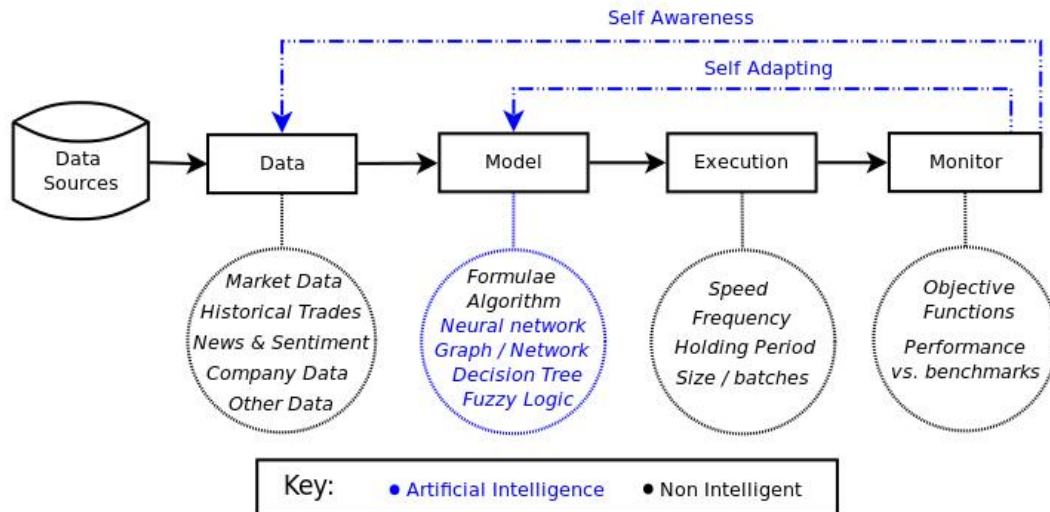 Self Awareness
Self Adapting
Data
Sources
Data
Model
Execution
Monitor
Market Data
Historical Trades
News & Sentiment
Company Data
Other Data
Formulae
Algorithm
Neural network
Graph / Network
Decision Tree
Fuzzy Logic
Speed
Frequency
Holding Period
Size / batches
Objective
Functions
Performance
vs. benchmarks
Key: Artificial Intelligence Non Intelligent